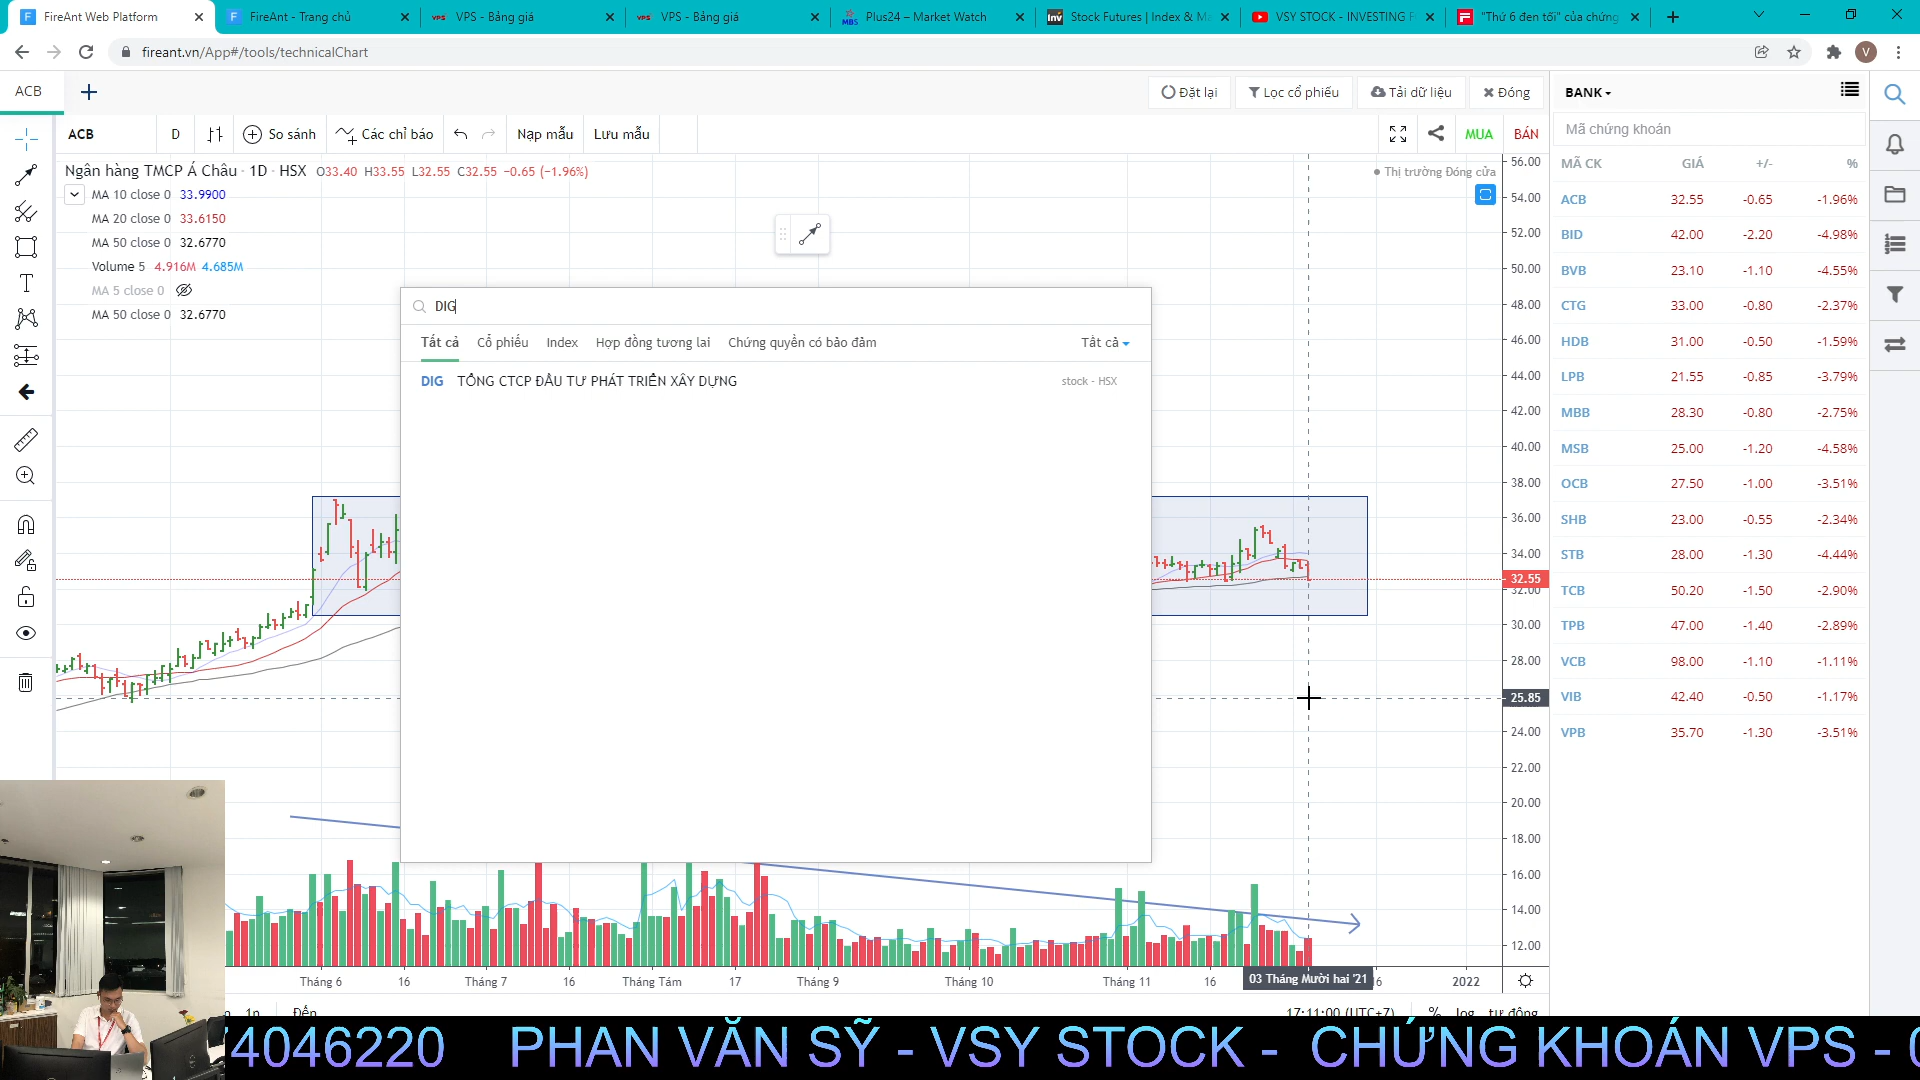 FireAnt Web Platform
FireAnt - Trang chủ
VPS - Bảng giá
VPS - Bảng giá
Plus24 – Market Watch
Stock Futures | Index & Ma
VSY STOCK - INVESTING F
"Thứ 6 đen tối" của chứng
fireant.vn/App#/tools/technicalChart
V
ACB
Đặt lại
Lọc cổ phiếu
Tải dữ liệu
Đóng
BANK
ACB
D
So sánh
Các chỉ báo
Nạp mẫu
Lưu mẫu
MUA
BÁN
Mã chứng khoán
Ngân hàng TMCP Á Châu · 1D · HSX O33.40 H33.55 L32.55 C32.55 −0.65 (−1.96%)
Thị trường Đóng cửa
MA 10 close 0 33.9900
MA 20 close 0 33.6150
MA 50 close 0 32.6770
Volume 5 4.916M 4.685M
MA 5 close 0
MA 50 close 0 32.6770
DIG
Tất cả Cổ phiếu Index Hợp đồng tương lai Chứng quyền có bảo đảm Tất cả
DIG TỔNG CTCP ĐẦU TƯ PHÁT TRIỂN XÂY DỰNG stock - HSX
56.00
54.00
52.00
50.00
48.00
46.00
44.00
42.00
40.00
38.00
36.00
34.00
32.55
32.00
30.00
28.00
25.85
24.00
22.00
20.00
18.00
16.00
14.00
12.00
MÃ CK GIÁ +/- %
ACB 32.55 -0.65 -1.96%
BID 42.00 -2.20 -4.98%
BVB 23.10 -1.10 -4.55%
CTG 33.00 -0.80 -2.37%
HDB 31.00 -0.50 -1.59%
LPB 21.55 -0.85 -3.79%
MBB 28.30 -0.80 -2.75%
MSB 25.00 -1.20 -4.58%
OCB 27.50 -1.00 -3.51%
SHB 23.00 -0.55 -2.34%
STB 28.00 -1.30 -4.44%
TCB 50.20 -1.50 -2.90%
TPB 47.00 -1.40 -2.89%
VCB 98.00 -1.10 -1.11%
VIB 42.40 -0.50 -1.17%
VPB 35.70 -1.30 -3.51%
Tháng 6 16 Tháng 7 16 Tháng Tám 17 Tháng 9 Tháng 10 Tháng 11 16 03 Tháng Mười hai '21 2022
Đến
17:11:00 (UTC+7) % log tự động
4046220 PHAN VĂN SỸ - VSY STOCK - CHỨNG KHOÁN VPS - 0